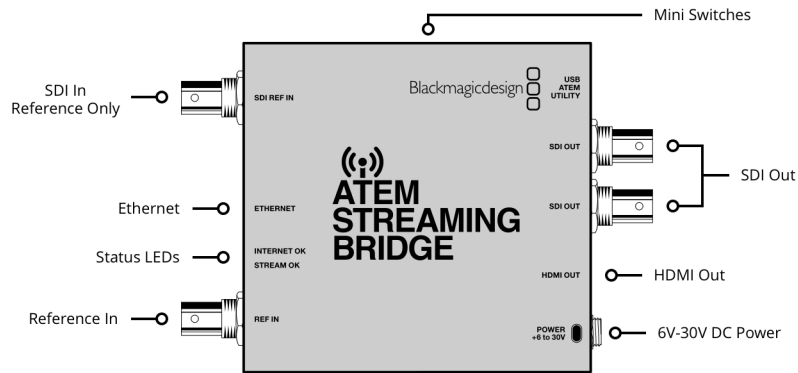 Mini Switches
SDI In
Reference Only
SDI REF IN
Blackmagicdesign
USB
ATEM
UTILITY
SDI OUT
SDI Out
Ethernet
ETHERNET
ATEM
STREAMING
BRIDGE
SDI OUT
Status LEDs
INTERNET OK
STREAM OK
HDMI OUT
HDMI Out
Reference In
REF IN
POWER
+6 to 30V
6V-30V DC Power